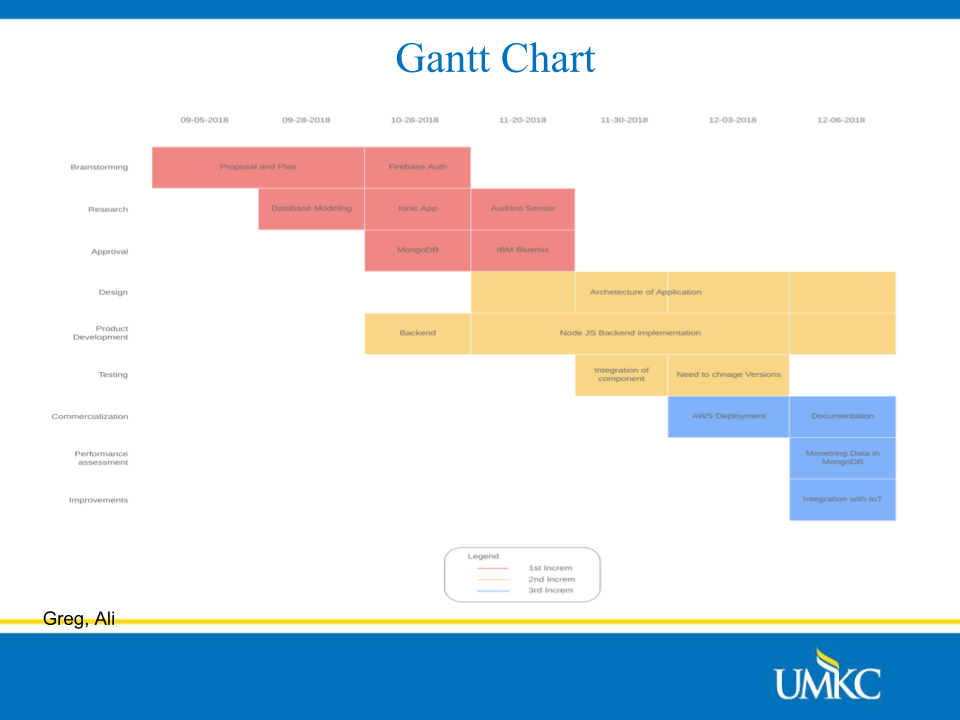 Gantt Chart
09-05-2018 09-28-2018 10-26-2018 11-20-2018 11-30-2018 12-03-2018 12-06-2018
Brainstorming Proposal and Plan Firebase Auth
Research Database Modeling Ionic App Audrino Sensor
Approval MongoDB IBM Bluemix
Design Archetecture of Application
Product
Development
Backend Node JS Backend implementation
Testing
Integration of
component
Need to chnage Versions
Commercialization AWS Deployment Documentation
Performance
assessment
Monetring Data in
MongoDB
Improvements Integration with IoT
Legend
1st Increm
2nd Increm
3rd Increm
Greg, Ali
UMKC